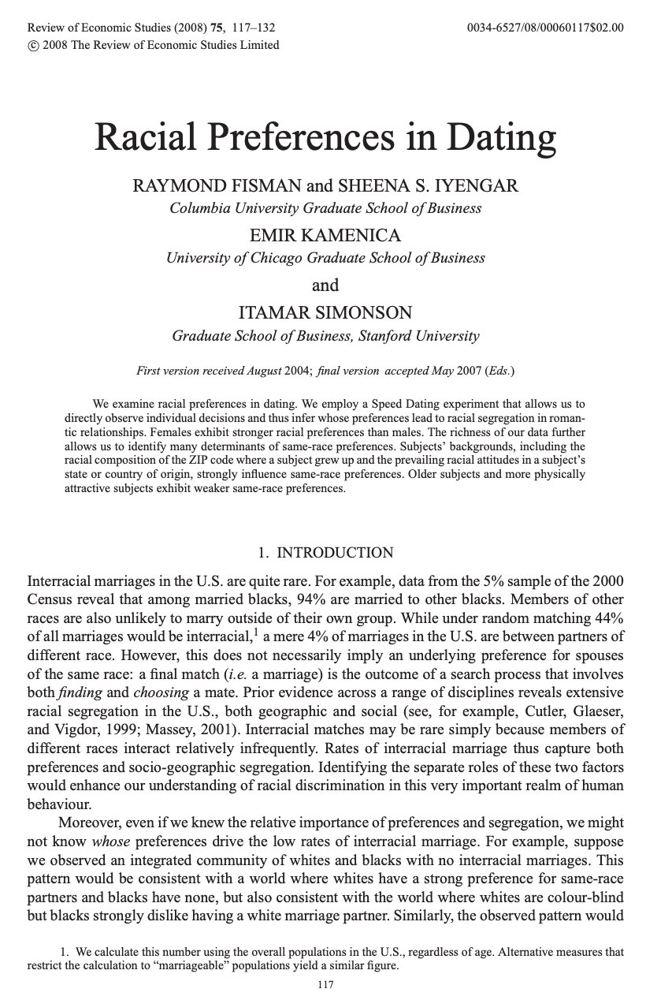 Review of Economic Studies (2008) 75, 117–132
0034-6527/08/00060117$02.00
© 2008 The Review of Economic Studies Limited
Racial Preferences in Dating
RAYMOND FISMAN and SHEENA S. IYENGAR
Columbia University Graduate School of Business
EMIR KAMENICA
University of Chicago Graduate School of Business
and
ITAMAR SIMONSON
Graduate School of Business, Stanford University
First version received August 2004; final version accepted May 2007 (Eds.)
We examine racial preferences in dating. We employ a Speed Dating experiment that allows us to
directly observe individual decisions and thus infer whose preferences lead to racial segregation in roman-
tic relationships. Females exhibit stronger racial preferences than males. The richness of our data further
allows us to identify many determinants of same-race preferences. Subjects’ backgrounds, including the
racial composition of the ZIP code where a subject grew up and the prevailing racial attitudes in a subject’s
state or country of origin, strongly influence same-race preferences. Older subjects and more physically
attractive subjects exhibit weaker same-race preferences.
1. INTRODUCTION
Interracial marriages in the U.S. are quite rare. For example, data from the 5% sample of the 2000
Census reveal that among married blacks, 94% are married to other blacks. Members of other
races are also unlikely to marry outside of their own group. While under random matching 44%
of all marriages would be interracial,1 a mere 4% of marriages in the U.S. are between partners of
different race. However, this does not necessarily imply an underlying preference for spouses
of the same race: a final match (i.e. a marriage) is the outcome of a search process that involves
both finding and choosing a mate. Prior evidence across a range of disciplines reveals extensive
racial segregation in the U.S., both geographic and social (see, for example, Cutler, Glaeser,
and Vigdor, 1999; Massey, 2001). Interracial matches may be rare simply because members of
different races interact relatively infrequently. Rates of interracial marriage thus capture both
preferences and socio-geographic segregation. Identifying the separate roles of these two factors
would enhance our understanding of racial discrimination in this very important realm of human
behaviour.
Moreover, even if we knew the relative importance of preferences and segregation, we might
not know whose preferences drive the low rates of interracial marriage. For example, suppose
we observed an integrated community of whites and blacks with no interracial marriages. This
pattern would be consistent with a world where whites have a strong preference for same-race
partners and blacks have none, but also consistent with the world where whites are colour-blind
but blacks strongly dislike having a white marriage partner. Similarly, the observed pattern would
1. We calculate this number using the overall populations in the U.S., regardless of age. Alternative measures that
restrict the calculation to “marriageable” populations yield a similar figure.
117